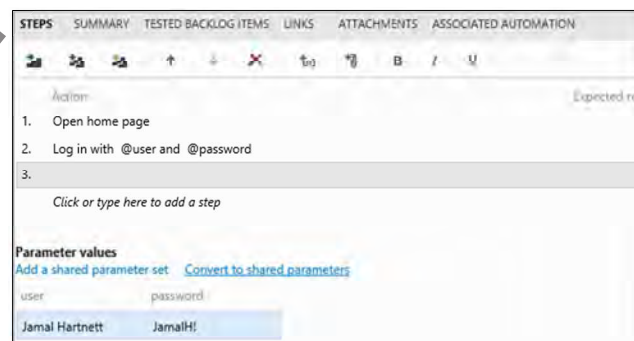 STEPS SUMMARY TESTED BACKLOG ITEMS LINKS ATTACHMENTS ASSOCIATED AUTOMATION
B I U
Action Expected re
1. Open home page
2. Log in with @user and @password
3.
Click or type here to add a step
Parameter values
Add a shared parameter set Convert to shared parameters
user password
Jamal Hartnett JamalH!